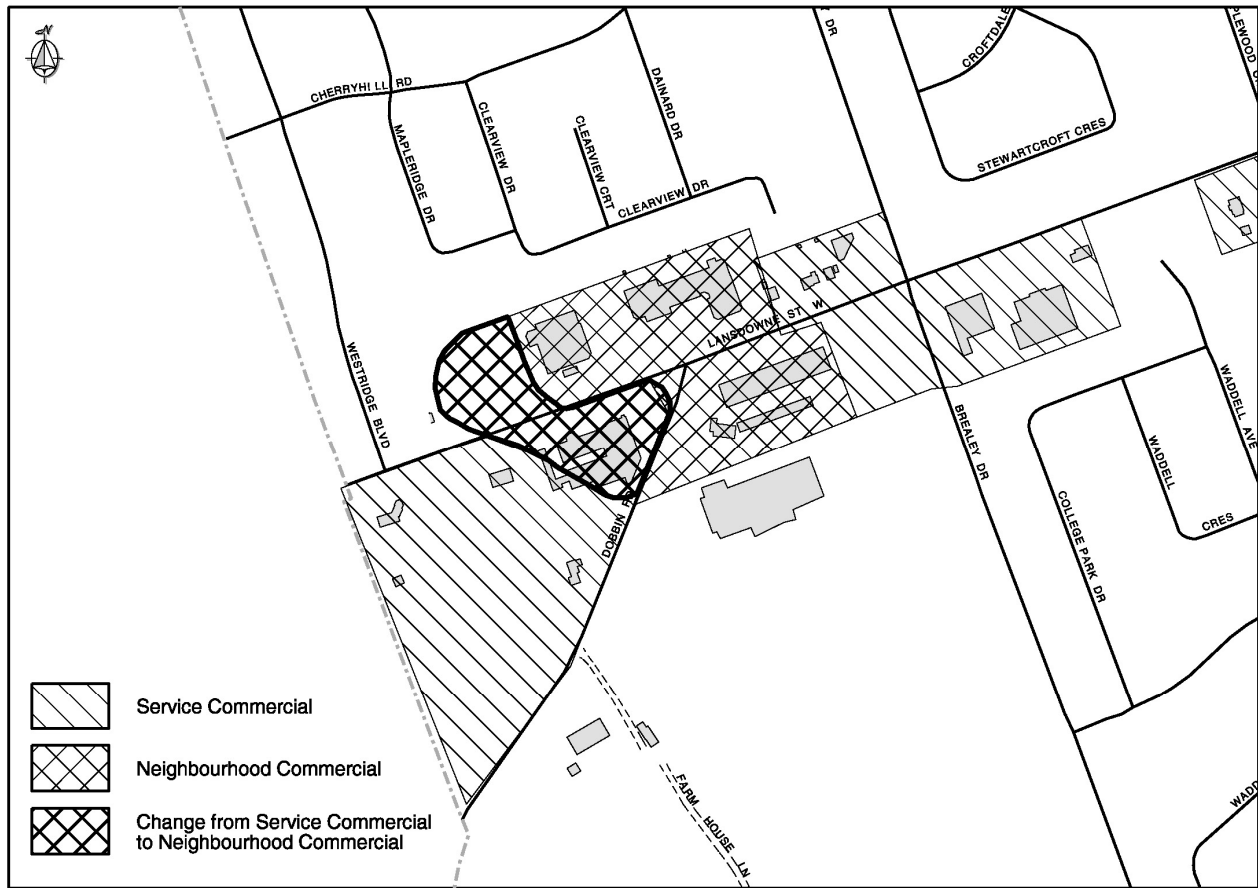 N
CHERRYHILL RD
MAPLERIDGE DR
CLEARVIEW DR
CLEARVIEW CRT
DAINARD DR
CLEARVIEW DR
DR
CROFTDALE
STEWARTCROFT CRES
PLEWOOD
WESTRIDGE BLVD
LANSDOWNE ST W
DOBBIN
BREALEY DR
COLLEGE PARK DR
WADDELL
CRES
WADDELL AVE
WADD
FARM HOUSE LN
Service Commercial
Neighbourhood Commercial
Change from Service Commercial
to Neighbourhood Commercial